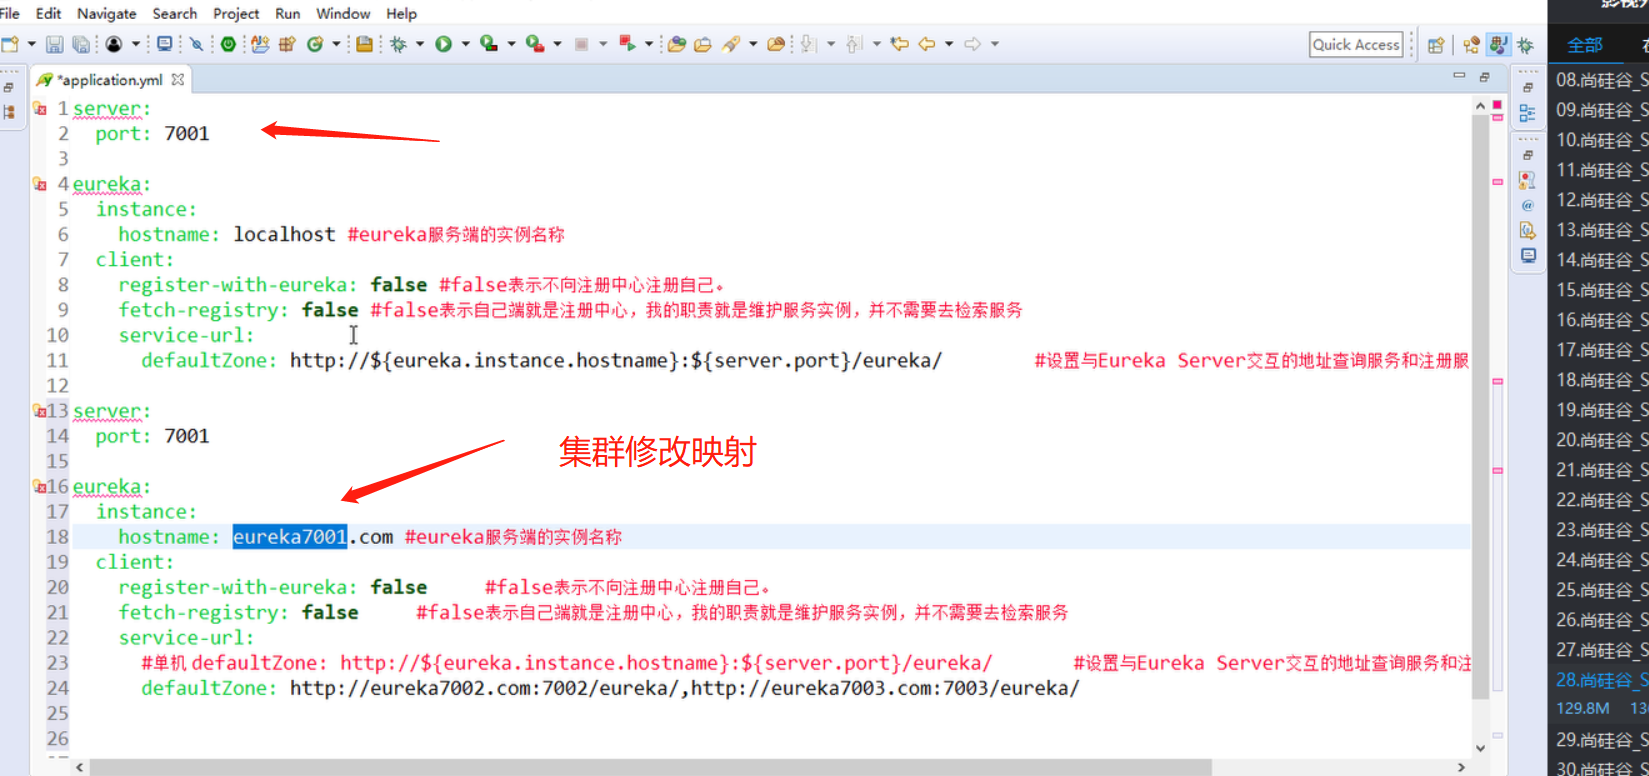 File Edit Navigate Search Project Run Window Help
Quick Access
*application.yml
1 server:
2 port: 7001
3
4 eureka:
5 instance:
6 hostname: localhost #eureka服务端的实例名称
7 client:
8 register-with-eureka: false #false表示不向注册中心注册自己。
9 fetch-registry: false #false表示自己端就是注册中心，我的职责就是维护服务实例，并不需要去检索服务
10 service-url:
11 defaultZone: http://${eureka.instance.hostname}:${server.port}/eureka/ #设置与Eureka Server交互的地址查询服务和注册服
12
13 server:
14 port: 7001
15
集群修改映射
16 eureka:
17 instance:
18 hostname: eureka7001.com #eureka服务端的实例名称
19 client:
20 register-with-eureka: false #false表示不向注册中心注册自己。
21 fetch-registry: false #false表示自己端就是注册中心，我的职责就是维护服务实例，并不需要去检索服务
22 service-url:
23 #单机 defaultZone: http://${eureka.instance.hostname}:${server.port}/eureka/ #设置与Eureka Server交互的地址查询服务和注
24 defaultZone: http://eureka7002.com:7002/eureka/,http://eureka7003.com:7003/eureka/
25
26
全部
08.尚硅谷_S
09.尚硅谷_S
10.尚硅谷_S
11.尚硅谷_S
12.尚硅谷_S
13.尚硅谷_S
14.尚硅谷_S
15.尚硅谷_S
16.尚硅谷_S
17.尚硅谷_S
18.尚硅谷_S
19.尚硅谷_S
20.尚硅谷_S
21.尚硅谷_S
22.尚硅谷_S
23.尚硅谷_S
24.尚硅谷_S
25.尚硅谷_S
26.尚硅谷_S
27.尚硅谷_S
28.尚硅谷_S
129.8M 13
29.尚硅谷_S
30.尚硅谷_S